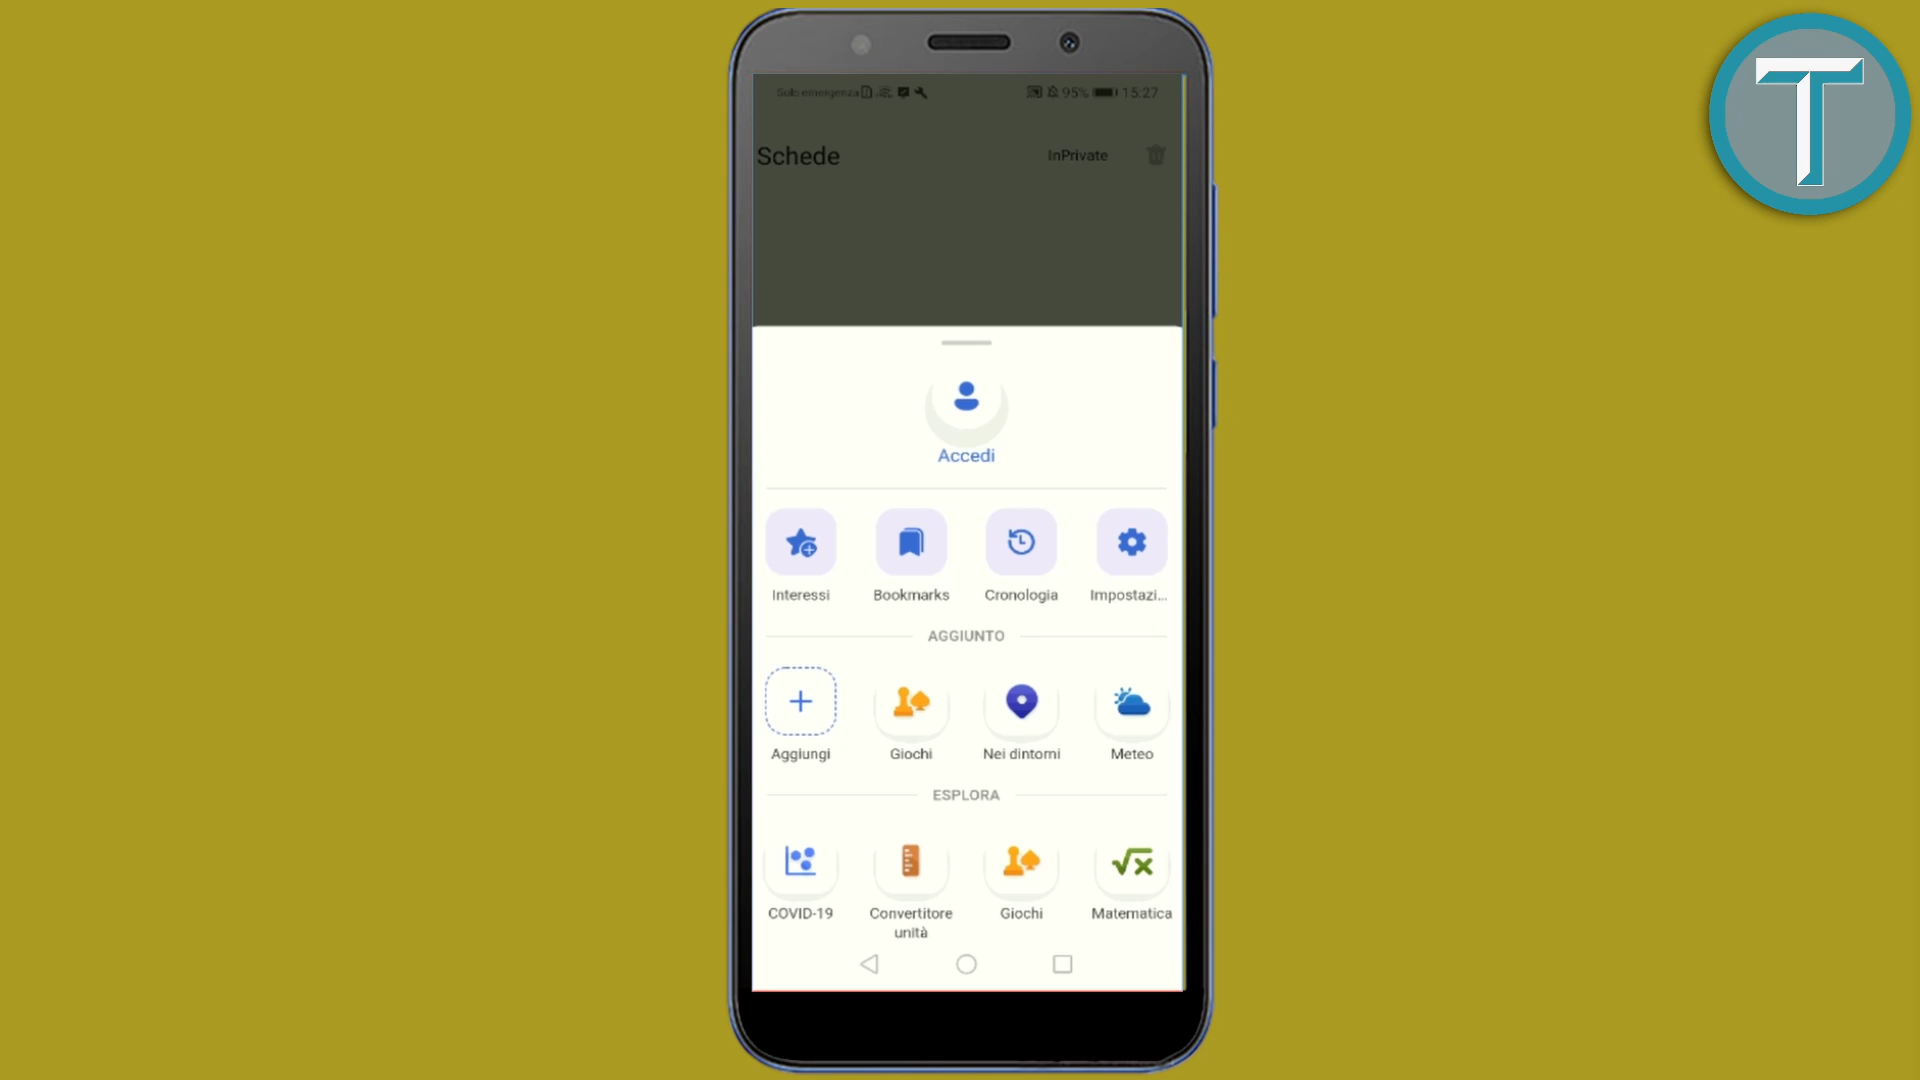 Solo emergenza 95% 15:27
Schede InPrivate
Accedi
Interessi Bookmarks Cronologia Impostazi...
AGGIUNTO
Aggiungi Giochi Nei dintorni Meteo
ESPLORA
COVID-19 Convertitore unità Giochi Matematica
T